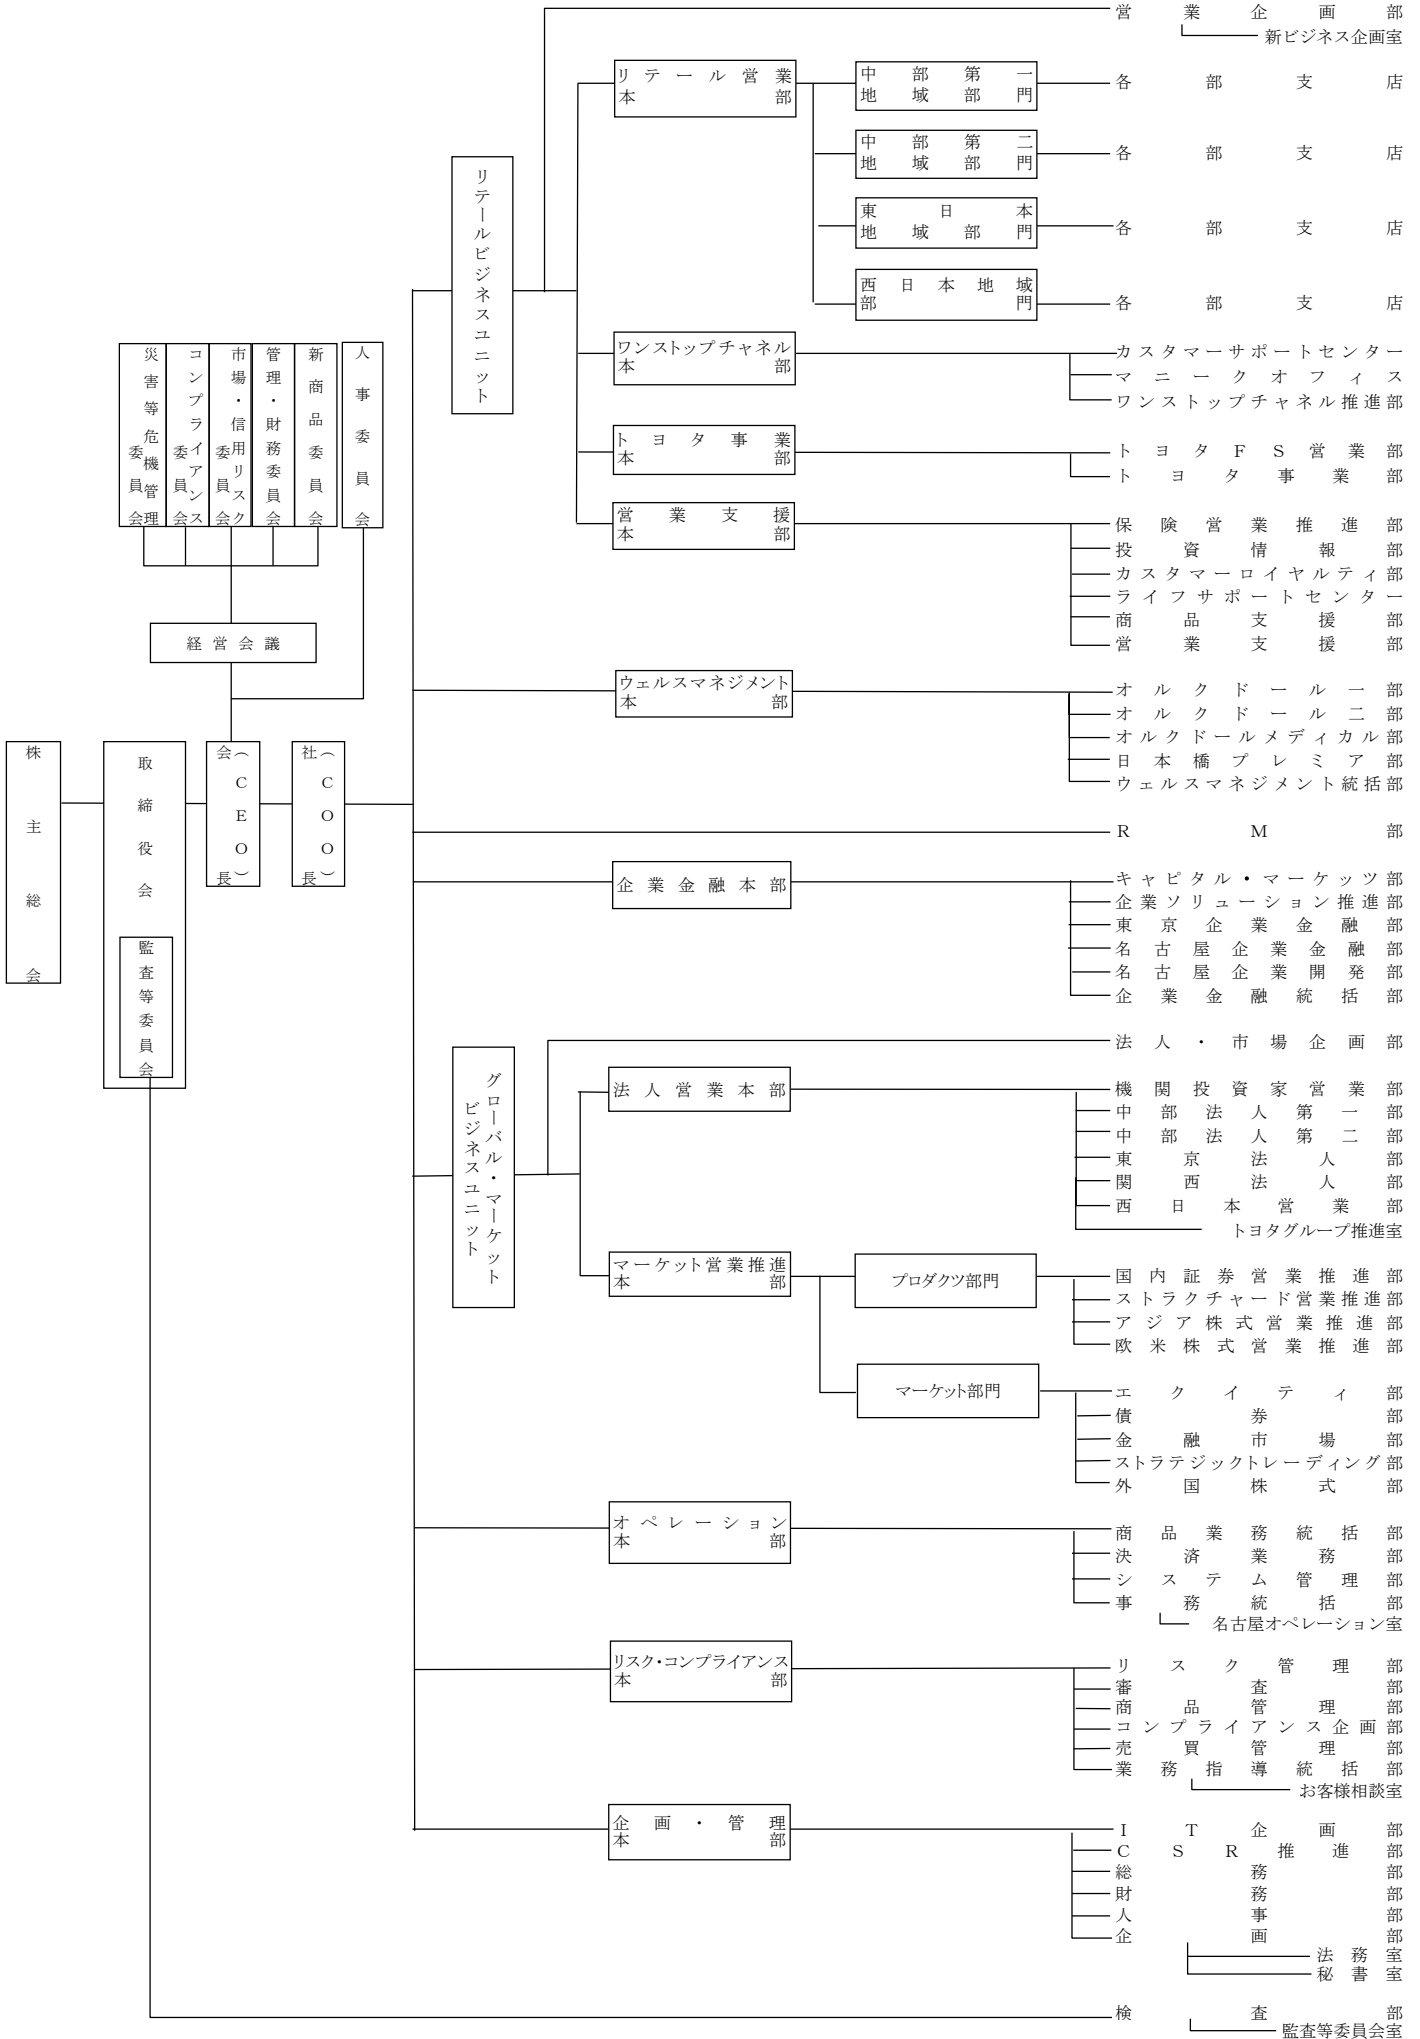 営業企画部
新ビジネス企画室
リテール営業
本部
中部第一
地域部門
各部支店
中部第二
地域部門
各部支店
東日本
地域部門
各部支店
西日本地域
部門
各部支店
リテールビジネスユニット
ワンストップチャネル
本部
カスタマーサポートセンター
マニークオフィス
ワンストップチャネル推進部
トヨタ事業
本部
トヨタFS営業部
トヨタ事業部
営業支援
本部
保険営業推進部
投資情報部
カスタマーロイヤルティ部
ライフサポートセンター
商品支援部
営業支援部
災害等危機管理
委員会
コンプライアンス
委員会
市場・信用リスク
委員会
管理・財務委員会
新商品委員会
人事委員会
経営会議
ウェルスマネジメント
本部
オルクドール一部
オルクドール二部
オルクドールメディカル部
日本橋プレミア部
ウェルスマネジメント統括部
株主総会
取締役会
監査等委員会
会長
(CEO)
社長
(COO)
RM部
企業金融本部
キャピタル・マーケッツ部
企業ソリューション推進部
東京企業金融部
名古屋企業金融部
名古屋企業開発部
企業金融統括部
グローバル・マーケット
ビジネスユニット
法人・市場企画部
法人営業本部
機関投資家営業部
中部法人第一部
中部法人第二部
東京法人部
関西法人部
西日本営業部
トヨタグループ推進室
マーケット営業推進
本部
プロダクツ部門
国内証券営業推進部
ストラクチャード営業推進部
アジア株式営業推進部
欧米株式営業推進部
マーケット部門
エクイティ部
債券部
金融市場部
ストラテジックトレーディング部
外国株式部
オペレーション
本部
商品業務統括部
決済業務部
システム管理部
事務統括部
名古屋オペレーション室
リスク・コンプライアンス
本部
リスク管理部
審査部
商品管理部
コンプライアンス企画部
売買管理部
業務指導統括部
お客様相談室
企画・管理
本部
IT企画部
CSR推進部
総務部
財務部
人事部
企画部
法務室
秘書室
検査部
監査等委員会室